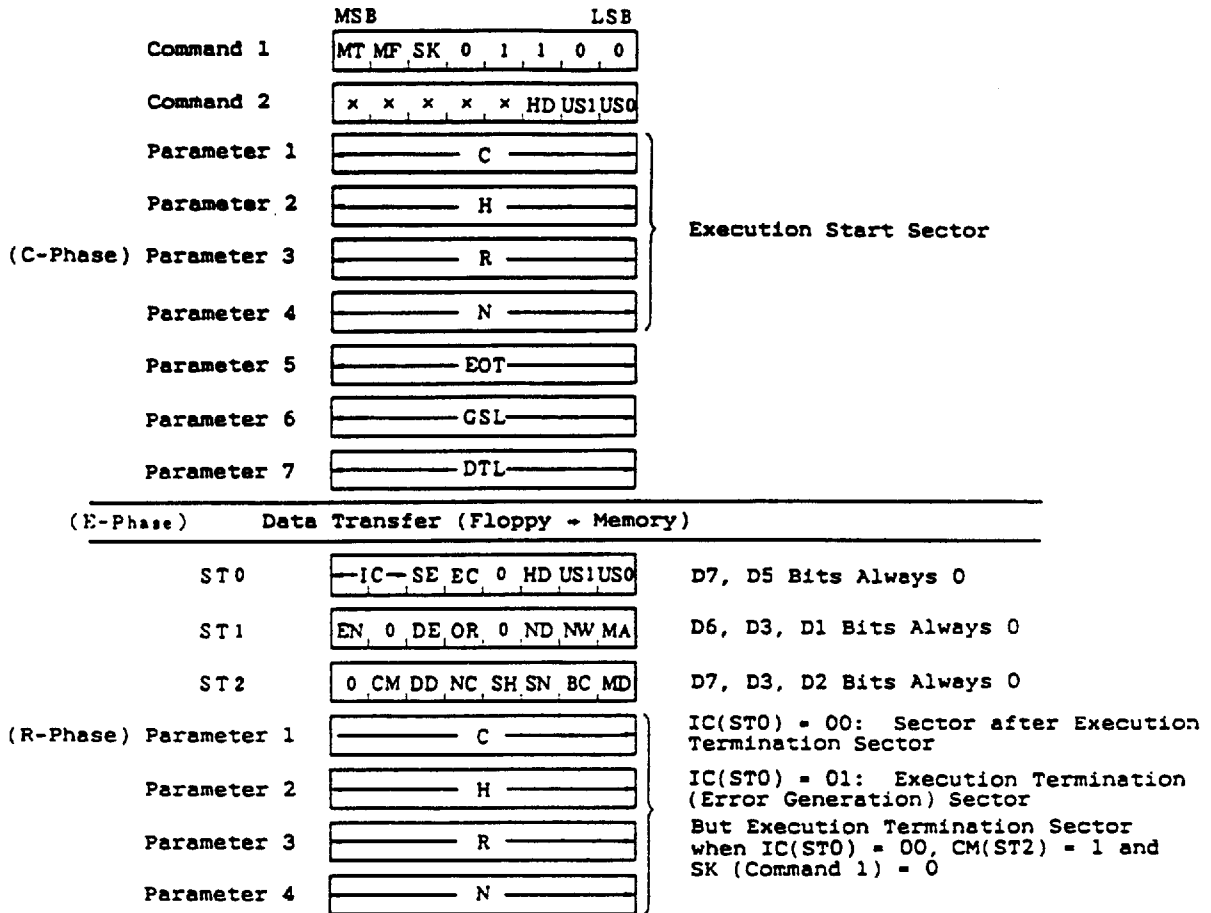 MSB LSB
Command 1 MT MF SK 0 1 1 0 0
Command 2 × × × × × HD US1 US0
Parameter 1 C
Parameter 2 H
Execution Start Sector
(C-Phase) Parameter 3 R
Parameter 4 N
Parameter 5 EOT
Parameter 6 GSL
Parameter 7 DTL
(E-Phase) Data Transfer (Floppy → Memory)
ST0 IC SE EC 0 HD US1 US0 D7, D5 Bits Always 0
ST1 EN 0 DE OR 0 ND NW MA D6, D3, D1 Bits Always 0
ST2 0 CM DD NC SH SN BC MD D7, D3, D2 Bits Always 0
(R-Phase) Parameter 1 C
Parameter 2 H
Parameter 3 R
Parameter 4 N
IC(ST0) = 00: Sector after Execution
Termination Sector
IC(ST0) = 01: Execution Termination
(Error Generation) Sector
But Execution Termination Sector
when IC(ST0) = 00, CM(ST2) = 1 and
SK (Command 1) = 0